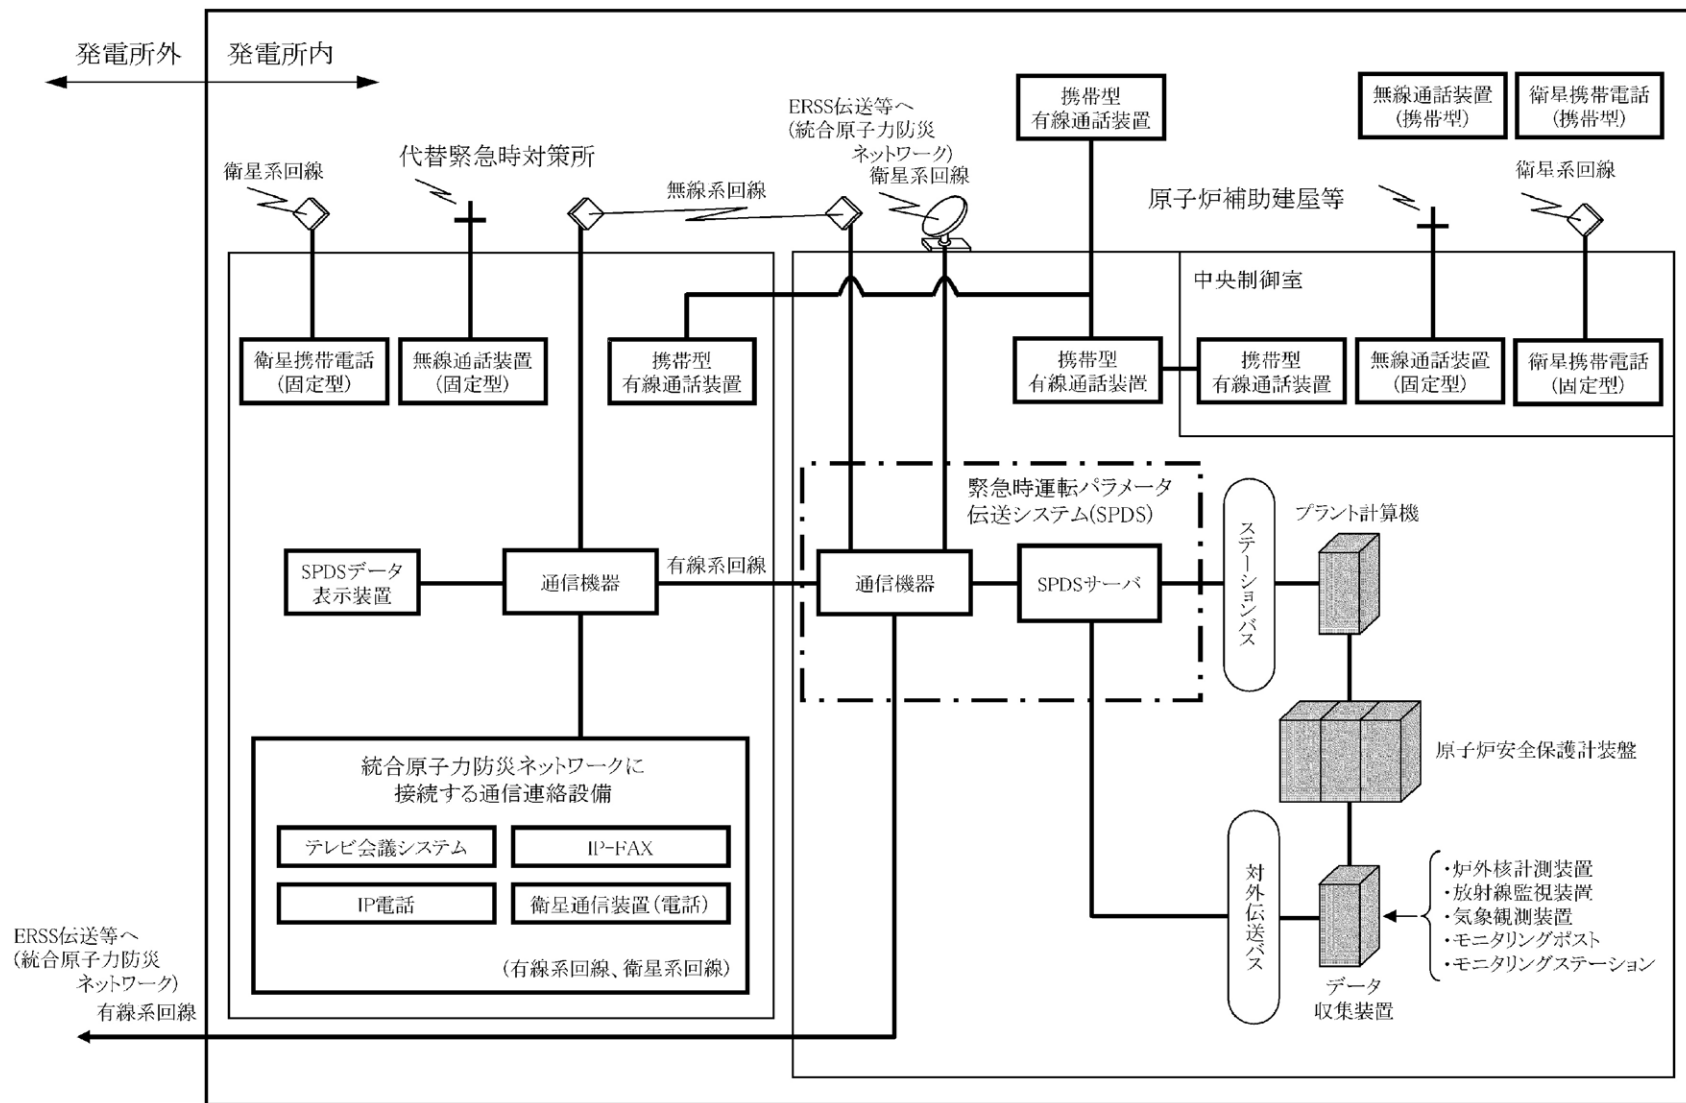 発電所外
発電所内
ERSS伝送等へ
(統合原子力防災
ネットワーク)
衛星系回線
携帯型
有線通話装置
無線通話装置
(携帯型)
衛星携帯電話
(携帯型)
衛星系回線
代替緊急時対策所
無線系回線
原子炉補助建屋等
衛星系回線
中央制御室
衛星携帯電話
(固定型)
無線通話装置
(固定型)
携帯型
有線通話装置
携帯型
有線通話装置
携帯型
有線通話装置
無線通話装置
(固定型)
衛星携帯電話
(固定型)
緊急時運転パラメータ
伝送システム(SPDS)
SPDSデータ
表示装置
通信機器
有線系回線
通信機器
SPDSサーバ
ステーションバス
プラント計算機
原子炉安全保護計装盤
統合原子力防災ネットワークに
接続する通信連絡設備
テレビ会議システム
IP-FAX
IP電話
衛星通信装置(電話)
(有線系回線、衛星系回線)
対外伝送バス
データ
収集装置
・炉外核計測装置
・放射線監視装置
・気象観測装置
・モニタリングポスト
・モニタリングステーション
ERSS伝送等へ
(統合原子力防災
ネットワーク)
有線系回線